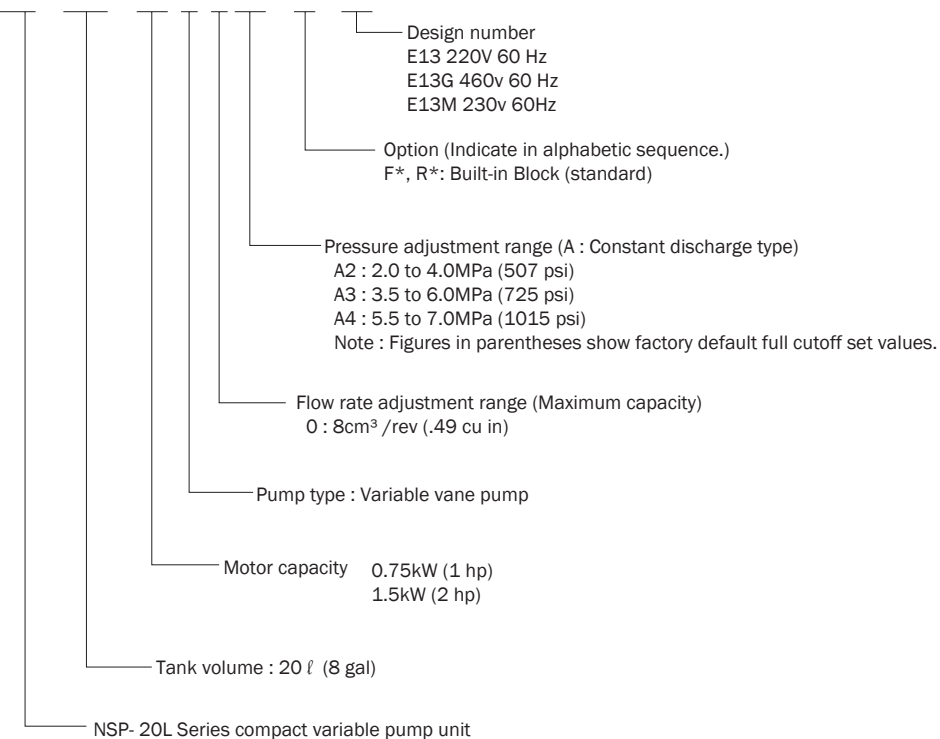 Design number
E13 220V 60 Hz
E13G 460v 60 Hz
E13M 230v 60Hz
Option (Indicate in alphabetic sequence.)
F*, R*: Built-in Block (standard)
Pressure adjustment range (A : Constant discharge type)
A2 : 2.0 to 4.0MPa (507 psi)
A3 : 3.5 to 6.0MPa (725 psi)
A4 : 5.5 to 7.0MPa (1015 psi)
Note : Figures in parentheses show factory default full cutoff set values.
Flow rate adjustment range (Maximum capacity)
0 : 8cm³ /rev (.49 cu in)
Pump type : Variable vane pump
Motor capacity 0.75kW (1 hp)
1.5kW (2 hp)
Tank volume : 20 ℓ (8 gal)
NSP- 20L Series compact variable pump unit